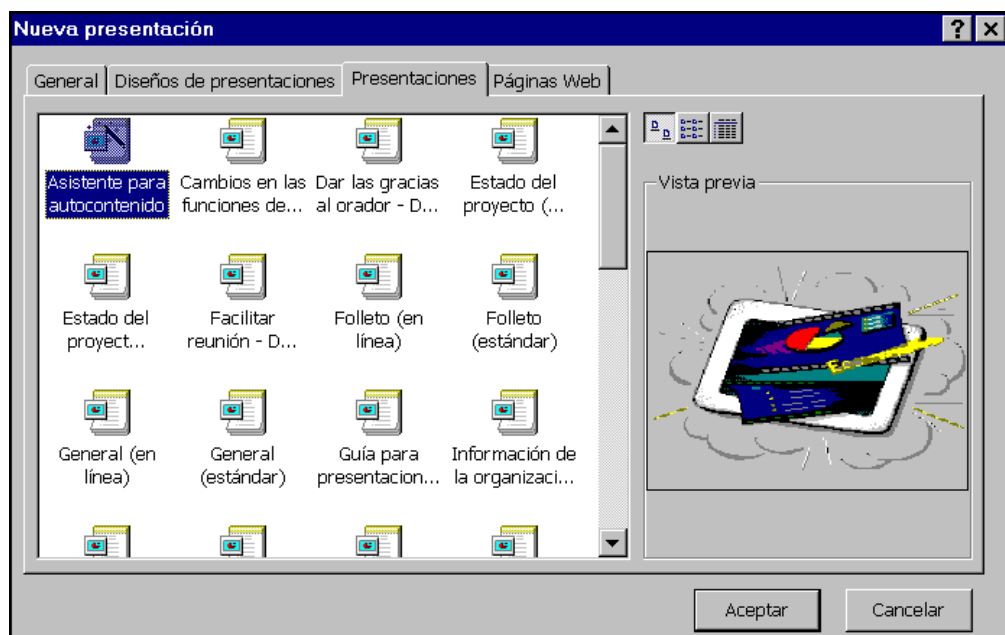 Nueva presentación
General
Diseños de presentaciones
Presentaciones
Páginas Web
Asistente para
autocontenido
Cambios en las
funciones de...
Dar las gracias
al orador - D...
Estado del
proyecto (...
Estado del
proyect...
Facilitar
reunión - D...
Folleto (en
línea)
Folleto
(estándar)
General (en
línea)
General
(estándar)
Guía para
presentacion...
Información de
la organizaci...
Vista previa
Aceptar
Cancelar